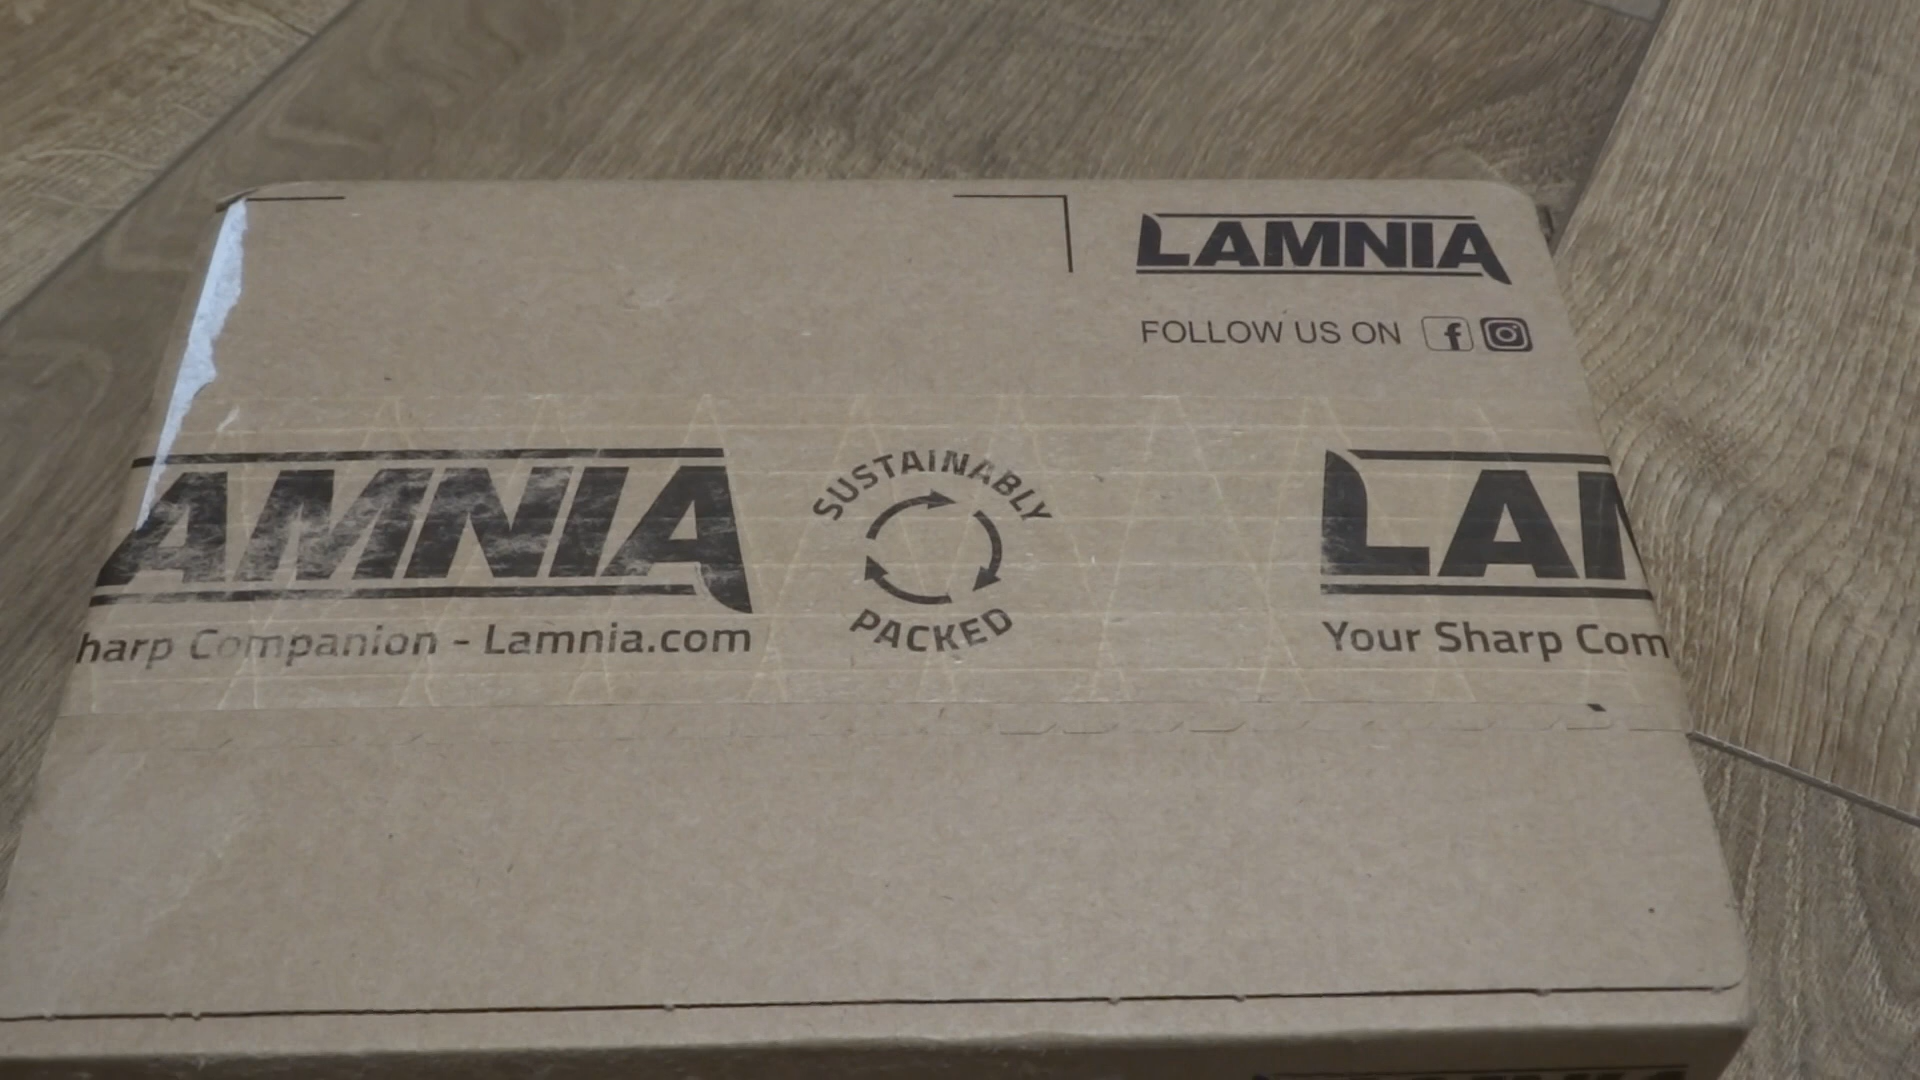 LAMNIA
FOLLOW US ON
AMNIA
harp Companion - Lamnia.com
SUSTAINABLY
PACKED
LAM
Your Sharp Com